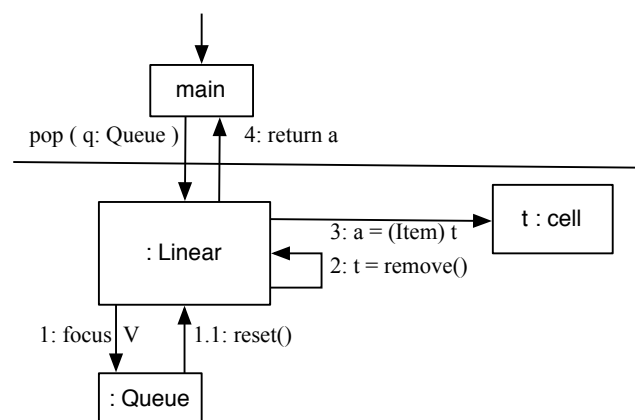 main
pop ( q: Queue )
4: return a
t : cell
3: a = (Item) t
: Linear
2: t = remove()
1: focus V
1.1: reset()
: Queue